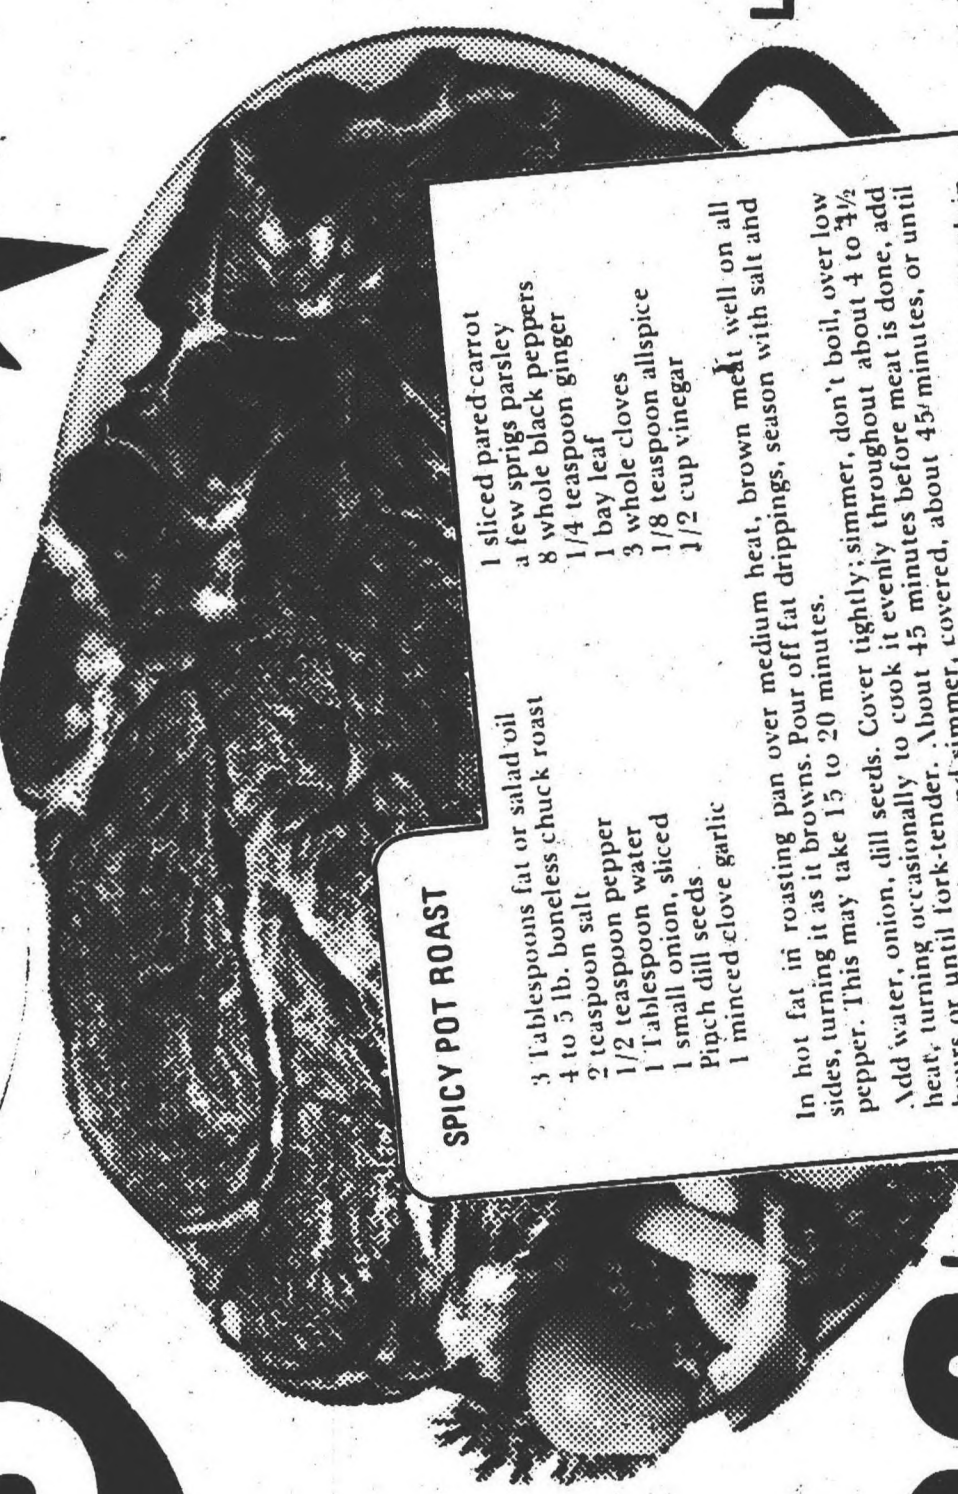 SPICY POT ROAST
3 Tablespoons fat or salad oil
4 to 5 lb. boneless chuck roast
2 teaspoon salt
1/2 teaspoon pepper
1 Tablespoon water
1 small onion, sliced
Pinch dill seeds
1 minced clove garlic
1 sliced pared carrot
a few sprigs parsley
8 whole black peppers
1/4 teaspoon ginger
1 bay leaf
3 whole cloves
1/8 teaspoon allspice
1/2 cup vinegar
In hot fat in roasting pan over medium heat, brown meat well on all
sides, turning it as it browns. Pour off fat drippings, season with salt and
pepper. This may take 15 to 20 minutes.
Add water, onion, dill seeds. Cover tightly; simmer, don't boil, over low
heat, turning occasionally to cook it evenly throughout about 4 to 4½
hours or until fork-tender. About 45 minutes before meat is done, add
simmer, covered, about 45 minutes, or until